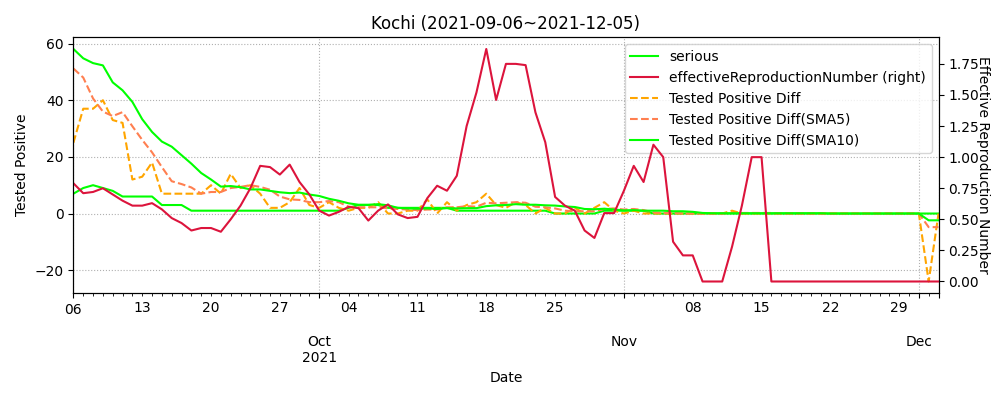 Kochi (2021-09-06~2021-12-05)
Tested Positive
60
40
20
0
−20
serious
effectiveReproductionNumber (right)
Tested Positive Diff
Tested Positive Diff(SMA5)
Tested Positive Diff(SMA10)
1.75
1.50
1.25
1.00
0.75
0.50
0.25
0.00
Effective Reproduction Number
06 13 20 27 04 11 18 25 08 15 22 29
Oct Nov Dec
2021
Date